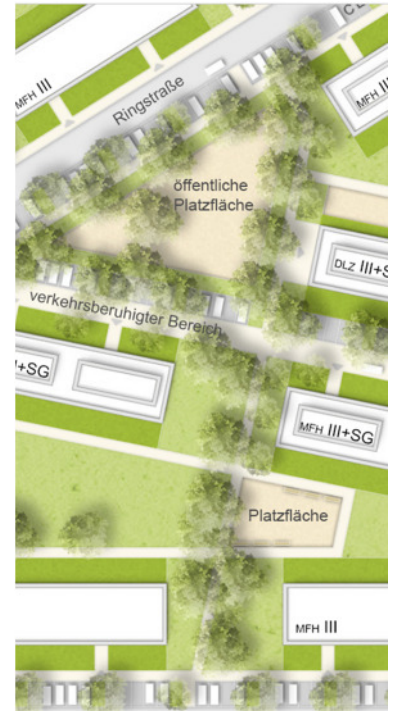 MFH III
Ringstraße
MFH III
öffentliche
Platzfläche
DLZ III+S
verkehrsberuhigter Bereich
I+SG
MFH III+SG
Platzfläche
MFH III